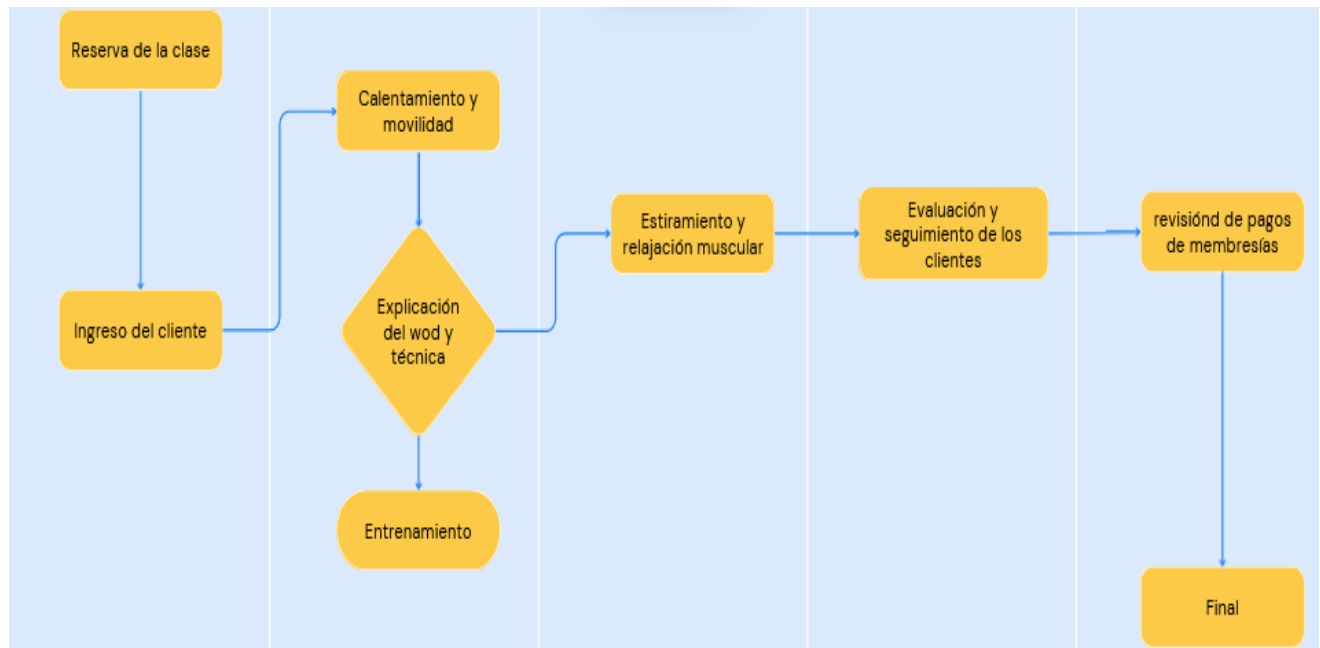 Reserva de la clase
Ingreso del cliente
Calentamiento y
movilidad
Explicación
del wod y
técnica
Entrenamiento
Estiramiento y
relajación muscular
Evaluación y
seguimiento de los
clientes
revisiónd de pagos
de membresías
Final